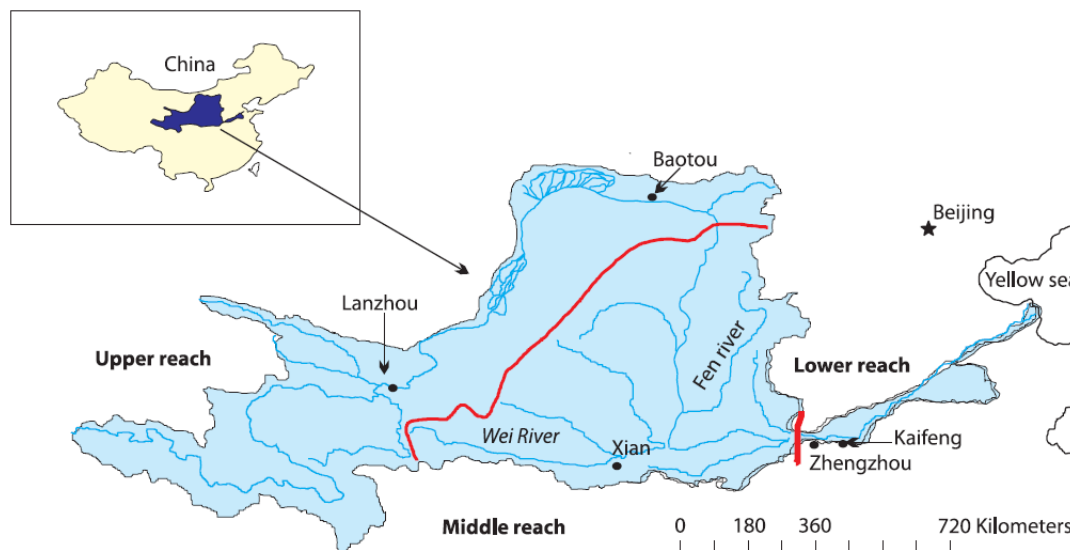 China
Baotou
Beijing
Yellow sea
Lanzhou
Upper reach
Fen river
Lower reach
Wei River
Xian
Kaifeng
Zhengzhou
Middle reach
0 180 360 720 Kilometers